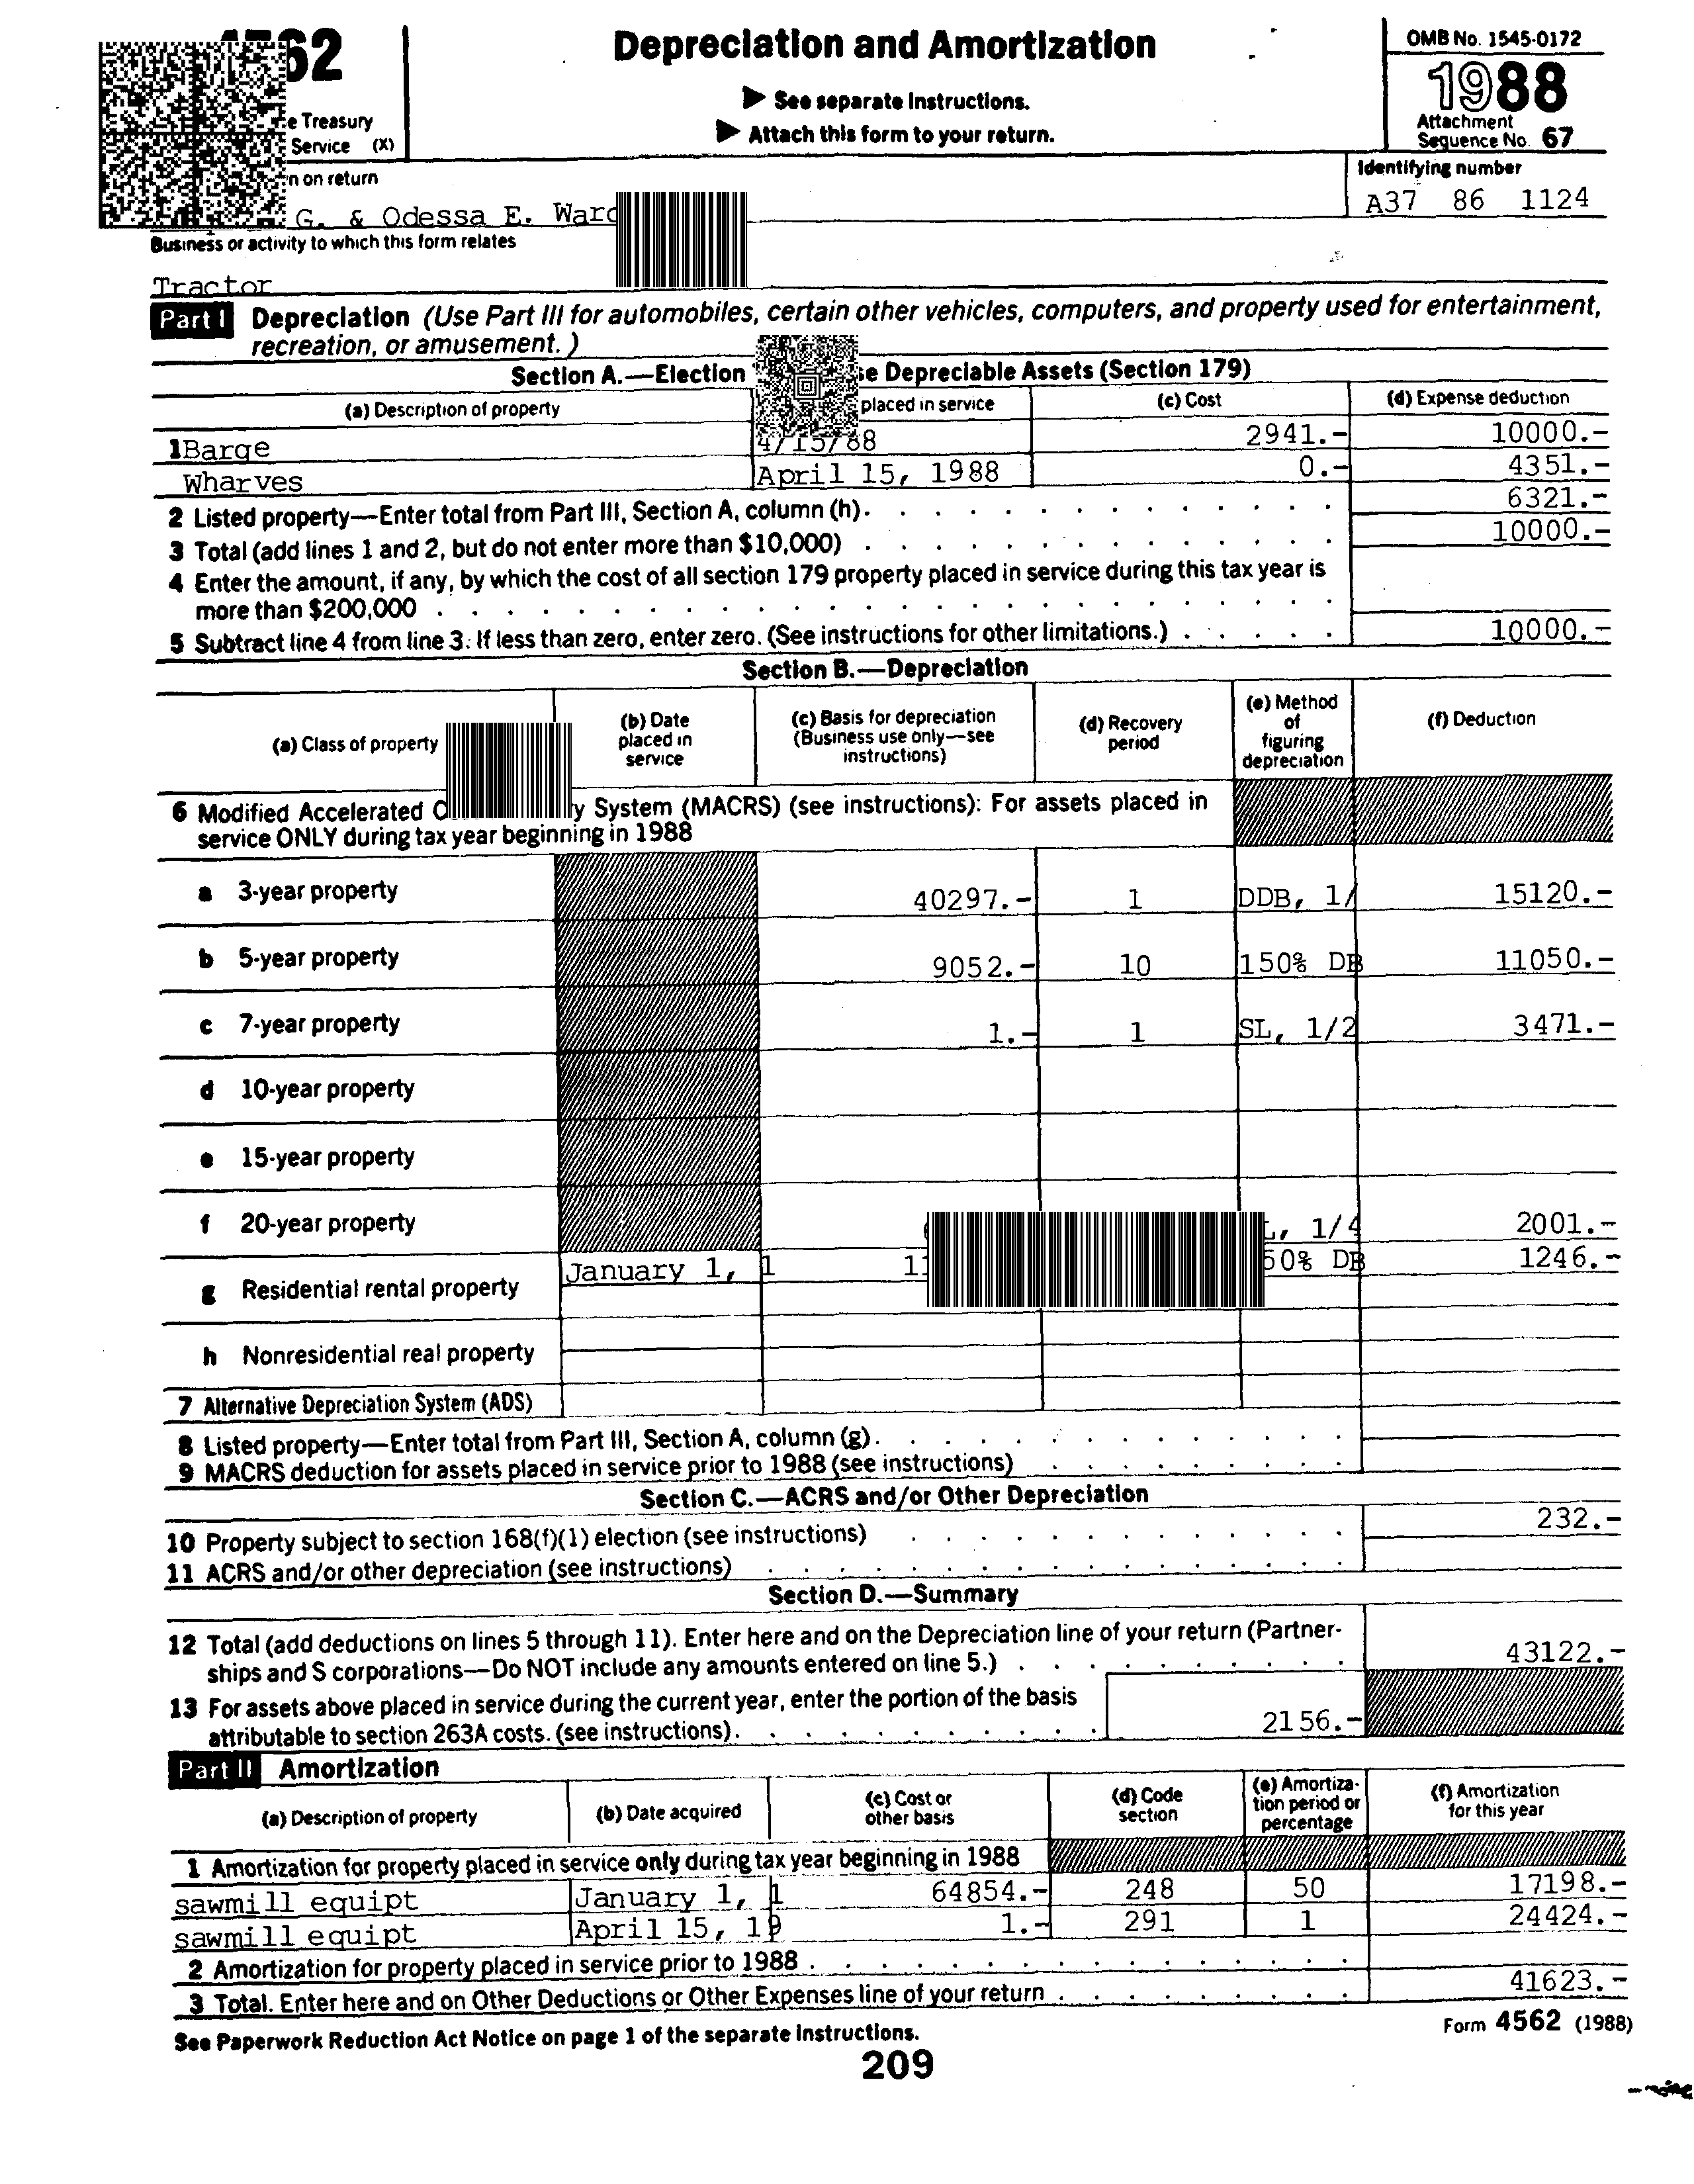 62
Depreciation and Amortization
OMB No. 1545-0172
▶ See separate Instructions.
▶ Attach this form to your return.
1988
e Treasury
Service (X)
Attachment
Sequence No. 67
n on return
Identifying number
G. & Odessa E.
A37 86 1124
Business or activity to which this form relates
Tractor
Part I Depreciation (Use Part III for automobiles, certain other vehicles, computers, and property used for entertainment,
recreation, or amusement.)
Section A.—Election se Depreciable Assets (Section 179)
(a) Description of property placed in service (c) Cost (d) Expense deduction
1 Barge 4/15/88 2941.- 10000.-
Wharves April 15, 1988 0.- 4351.-
2 Listed property—Enter total from Part III, Section A, column (h). 6321.-
3 Total (add lines 1 and 2, but do not enter more than $10,000) 10000.-
4 Enter the amount, if any, by which the cost of all section 179 property placed in service during this tax year is
more than $200,000
5 Subtract line 4 from line 3. If less than zero, enter zero. (See instructions for other limitations.) 10000.-
Section B.—Depreciation
(a) Class of property
(b) Date
placed in
service
(c) Basis for depreciation
(Business use only—see
instructions)
(d) Recovery
period
(e) Method
of
figuring
depreciation
(f) Deduction
6 Modified Accelerated y System (MACRS) (see instructions): For assets placed in
service ONLY during tax year beginning in 1988
a 3-year property 40297.- 1 DDB, 1/ 15120.-
b 5-year property 9052.- 10 150% DB 11050.-
c 7-year property 1.- 1 SL, 1/2 3471.-
d 10-year property
e 15-year property
f 20-year property , 1/4 2001.-
January 1, 1 11 50% DB 1246.-
g Residential rental property
h Nonresidential real property
7 Alternative Depreciation System (ADS)
8 Listed property—Enter total from Part III, Section A, column (g).
9 MACRS deduction for assets placed in service prior to 1988 (see instructions)
Section C.—ACRS and/or Other Depreciation
10 Property subject to section 168(f)(1) election (see instructions) 232.-
11 ACRS and/or other depreciation (see instructions)
Section D.—Summary
12 Total (add deductions on lines 5 through 11). Enter here and on the Depreciation line of your return (Partner-
ships and S corporations—Do NOT include any amounts entered on line 5.) 43122.-
13 For assets above placed in service during the current year, enter the portion of the basis
attributable to section 263A costs. (see instructions). 2156.-
Part II Amortization
(a) Description of property
(b) Date acquired
(c) Cost or
other basis
(d) Code
section
(e) Amortiza-
tion period or
percentage
(f) Amortization
for this year
1 Amortization for property placed in service only during tax year beginning in 1988
sawmill equipt January 1, 1 64854.- 248 50 17198.-
sawmill equipt April 15, 19 1.- 291 1 24424.-
2 Amortization for property placed in service prior to 1988
3 Total. Enter here and on Other Deductions or Other Expenses line of your return 41623.-
See Paperwork Reduction Act Notice on page 1 of the separate Instructions.
Form 4562 (1988)
209